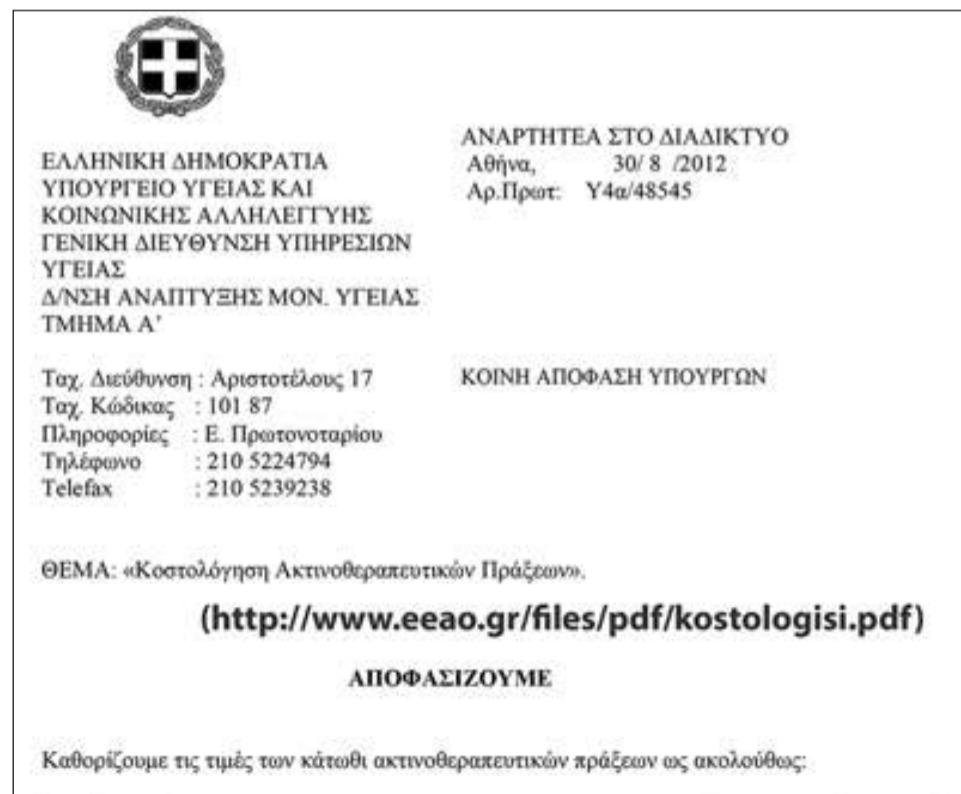 ΕΛΛΗΝΙΚΗ ΔΗΜΟΚΡΑΤΙΑ
ΥΠΟΥΡΓΕΙΟ ΥΓΕΙΑΣ ΚΑΙ
ΚΟΙΝΩΝΙΚΗΣ ΑΛΛΗΛΕΓΓΥΗΣ
ΓΕΝΙΚΗ ΔΙΕΥΘΥΝΣΗ ΥΠΗΡΕΣΙΩΝ
ΥΓΕΙΑΣ
Δ/ΝΣΗ ΑΝΑΠΤΥΞΗΣ ΜΟΝ. ΥΓΕΙΑΣ
ΤΜΗΜΑ Α’
ΑΝΑΡΤΗΤΕΑ ΣΤΟ ΔΙΑΔΙΚΤΥΟ
Αθήνα, 30/ 8 /2012
Αρ.Πρωτ: Υ4α/48545
Ταχ. Διεύθυνση : Αριστοτέλους 17
Ταχ. Κώδικας : 101 87
Πληροφορίες : Ε. Πρωτονοταρίου
Τηλέφωνο : 210 5224794
Telefax : 210 5239238
ΚΟΙΝΗ ΑΠΟΦΑΣΗ ΥΠΟΥΡΓΩΝ
ΘΕΜΑ: «Κοστολόγηση Ακτινοθεραπευτικών Πράξεων».
(http://www.eeao.gr/files/pdf/kostologisi.pdf)
ΑΠΟΦΑΣΙΖΟΥΜΕ
Καθορίζουμε τις τιμές των κάτωθι ακτινοθεραπευτικών πράξεων ως ακολούθως: